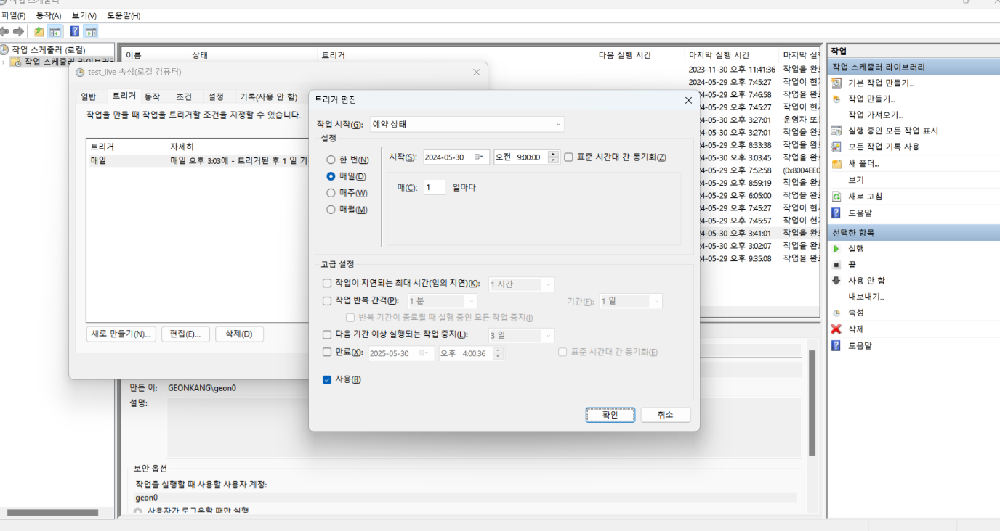 작업 스케줄러
파일(F) 동작(A) 보기(V) 도움말(H)
작업 스케줄러 (로컬)
작업 스케줄러 라이브러리
이름 상태 트리거 다음 실행 시간 마지막 실행 시간 마지막 실
2023-11-30 오후 11:41:36 작업을 완
2024-05-29 오후 7:45:27 작업이 현
24-05-29 오후 7:46:58 작업을 완
24-05-29 오후 7:45:27 작업이 현
24-05-30 오후 3:27:01 운영자 또
24-05-30 오후 3:27:01 작업을 완
24-05-29 오후 8:33:38 작업을 완
24-05-30 오후 3:03:45 작업을 완
24-05-29 오후 7:52:58 (0x8004EE0
24-05-29 오후 8:59:19 작업을 완
24-05-29 오후 6:05:00 작업을 완
24-05-29 오후 7:45:27 작업이 현
24-05-29 오후 7:45:57 작업이 현
24-05-30 오후 3:41:01 작업을 완
24-05-30 오후 3:02:07 작업을 완
24-05-29 오후 9:35:08 작업을 완
test_live 속성(로컬 컴퓨터)
일반 트리거 동작 조건 설정 기록(사용 안 함)
작업을 만들 때 작업을 트리거할 조건을 지정할 수 있습니다.
트리거 자세히
매일 매일 오후 3:03에 - 트리거된 후 1 일 기
새로 만들기(N)... 편집(E)... 삭제(D)
트리거 편집
작업 시작(G): 예약 상태
설정
한 번(N)
매일(D)
매주(W)
매월(M)
시작(S): 2024-05-30 오전 9:00:00 표준 시간대 간 동기화(Z)
매(C): 1 일마다
고급 설정
작업이 지연되는 최대 시간(임의 지연)(K): 1 시간
작업 반복 간격(P): 1 분 기간(F): 1 일
반복 기간이 종료될 때 실행 중인 모든 작업 중지(I)
다음 기간 이상 실행되는 작업 중지(L): 3 일
만료(X): 2025-05-30 오후 4:00:36 표준 시간대 간 동기화(E)
사용(B)
확인 취소
만든 이: GEONKANG\geon0
설명:
보안 옵션
작업을 실행할 때 사용할 사용자 계정:
geon0
사용자가 로그온할 때만 실행
작업
작업 스케줄러 라이브러리
기본 작업 만들기...
작업 만들기...
작업 가져오기...
실행 중인 모든 작업 표시
모든 작업 기록 사용
새 폴더...
보기
새로 고침
도움말
선택한 항목
실행
끝
사용 안 함
내보내기...
속성
삭제
도움말